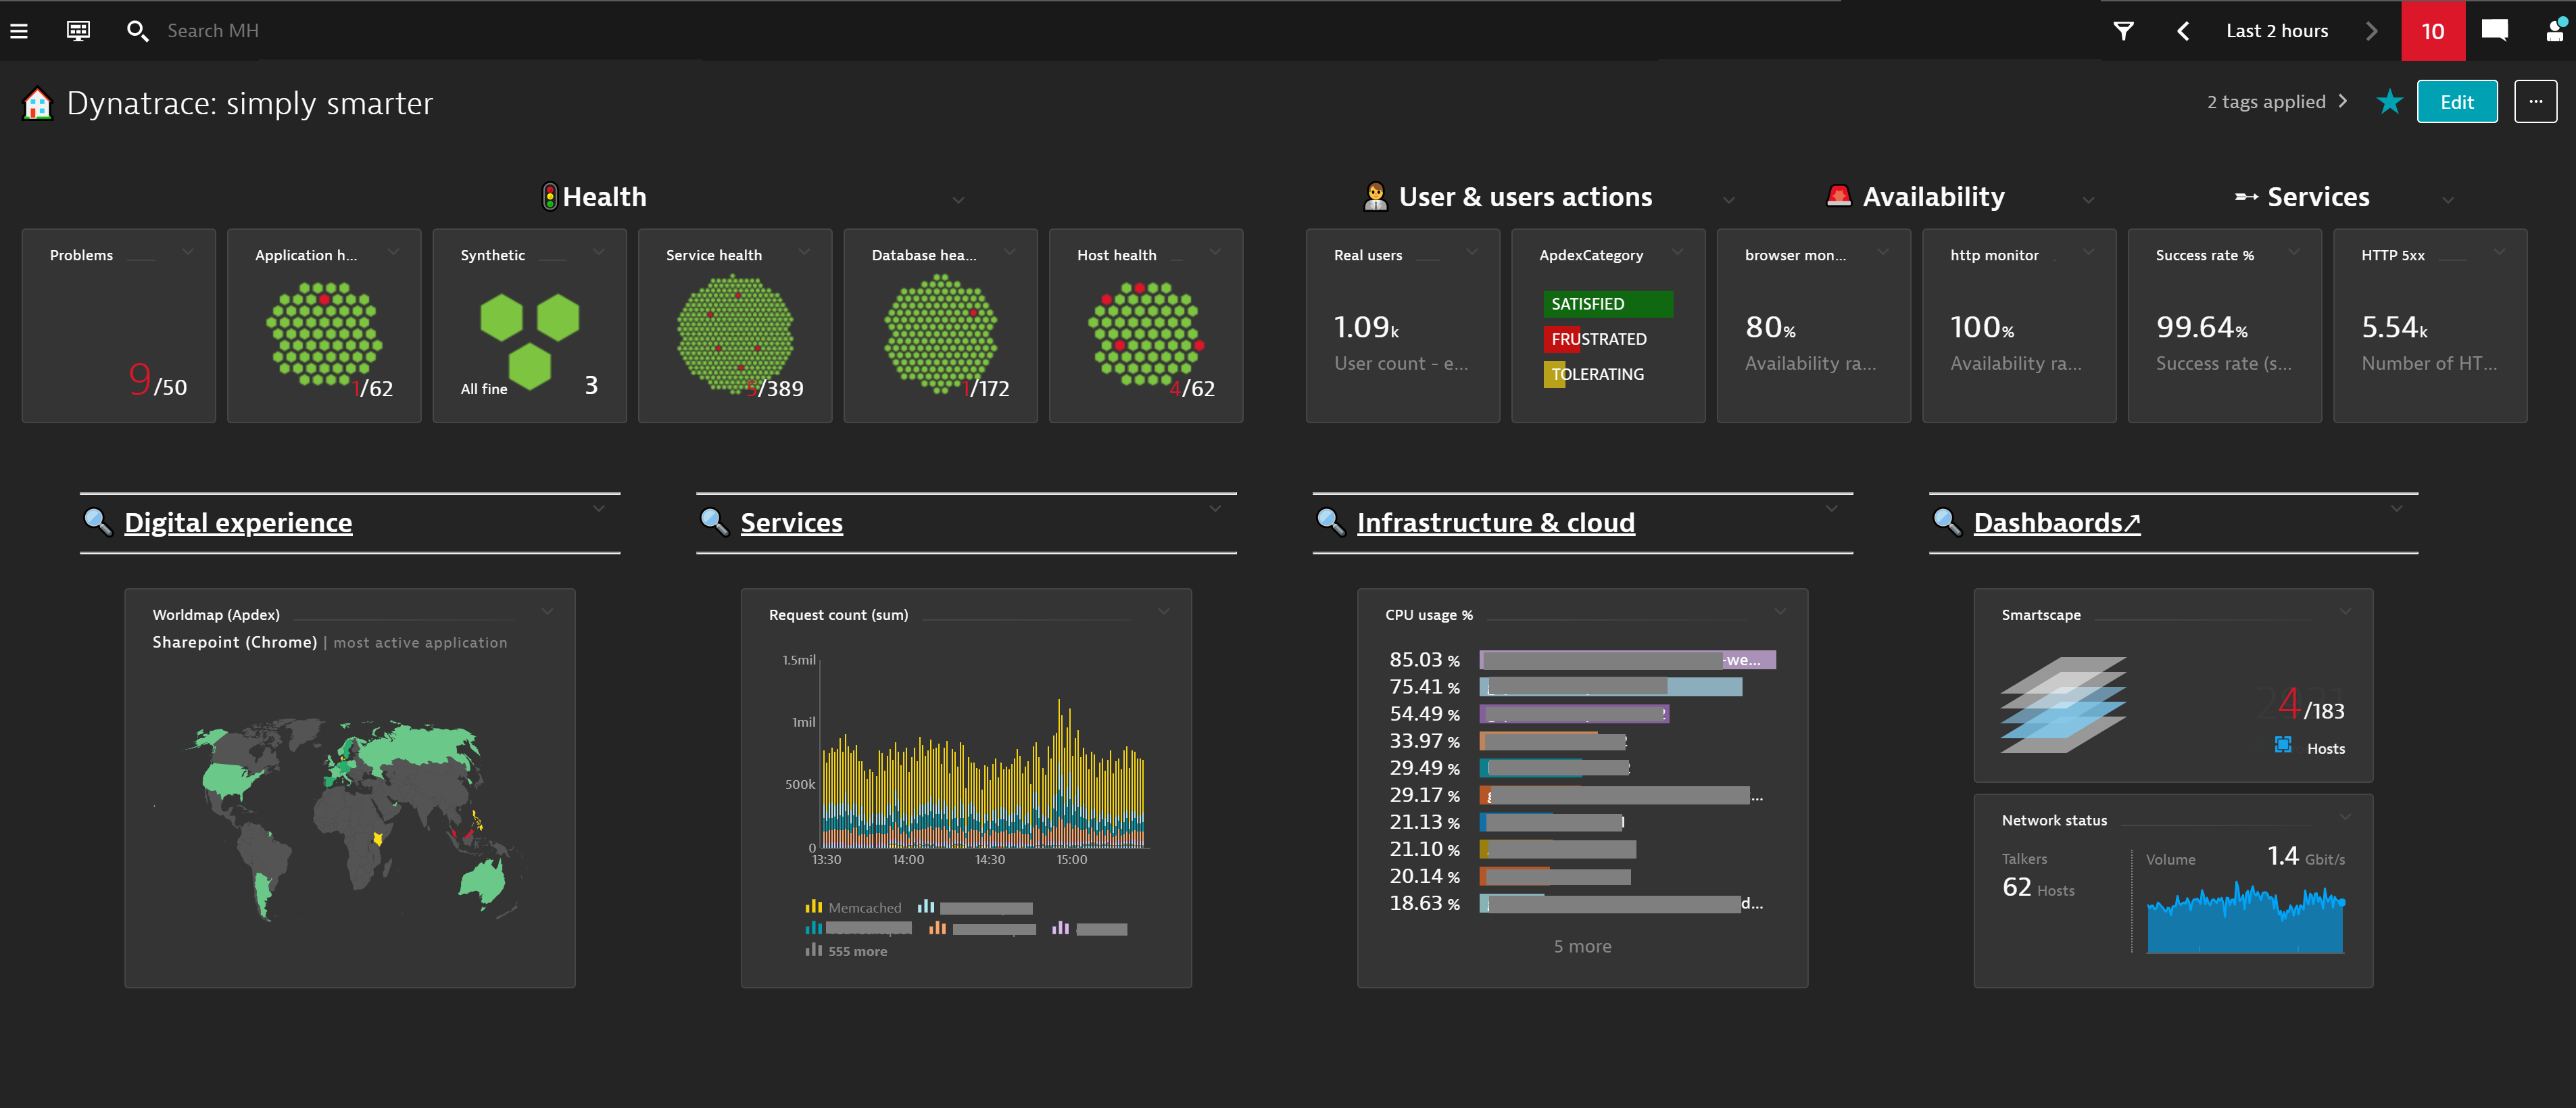 Search MH
Last 2 hours
10
Dynatrace: simply smarter
2 tags applied
Edit
...
Health
User & users actions
Availability
Services
Problems
9/50
Application h...
1/62
Synthetic
All fine
3
Service health
5/389
Database hea...
1/172
Host health
4/62
Real users
1.09k
User count - e...
ApdexCategory
SATISFIED
FRUSTRATED
TOLERATING
browser mon...
80%
Availability ra...
http monitor
100%
Availability ra...
Success rate %
99.64%
Success rate (s...
HTTP 5xx
5.54k
Number of HT...
Digital experience
Services
Infrastructure & cloud
Dashbaords↗
Worldmap (Apdex)
Sharepoint (Chrome) | most active application
Request count (sum)
1.5mil
1mil
500k
0
13:30 14:00 14:30 15:00
Memcached
555 more
CPU usage %
85.03 % -we...
75.41 %
54.49 %
33.97 %
29.49 %
29.17 % ...
21.13 %
21.10 %
20.14 %
18.63 % d...
5 more
Smartscape
4/183
Hosts
Network status
Talkers
62 Hosts
Volume 1.4 Gbit/s